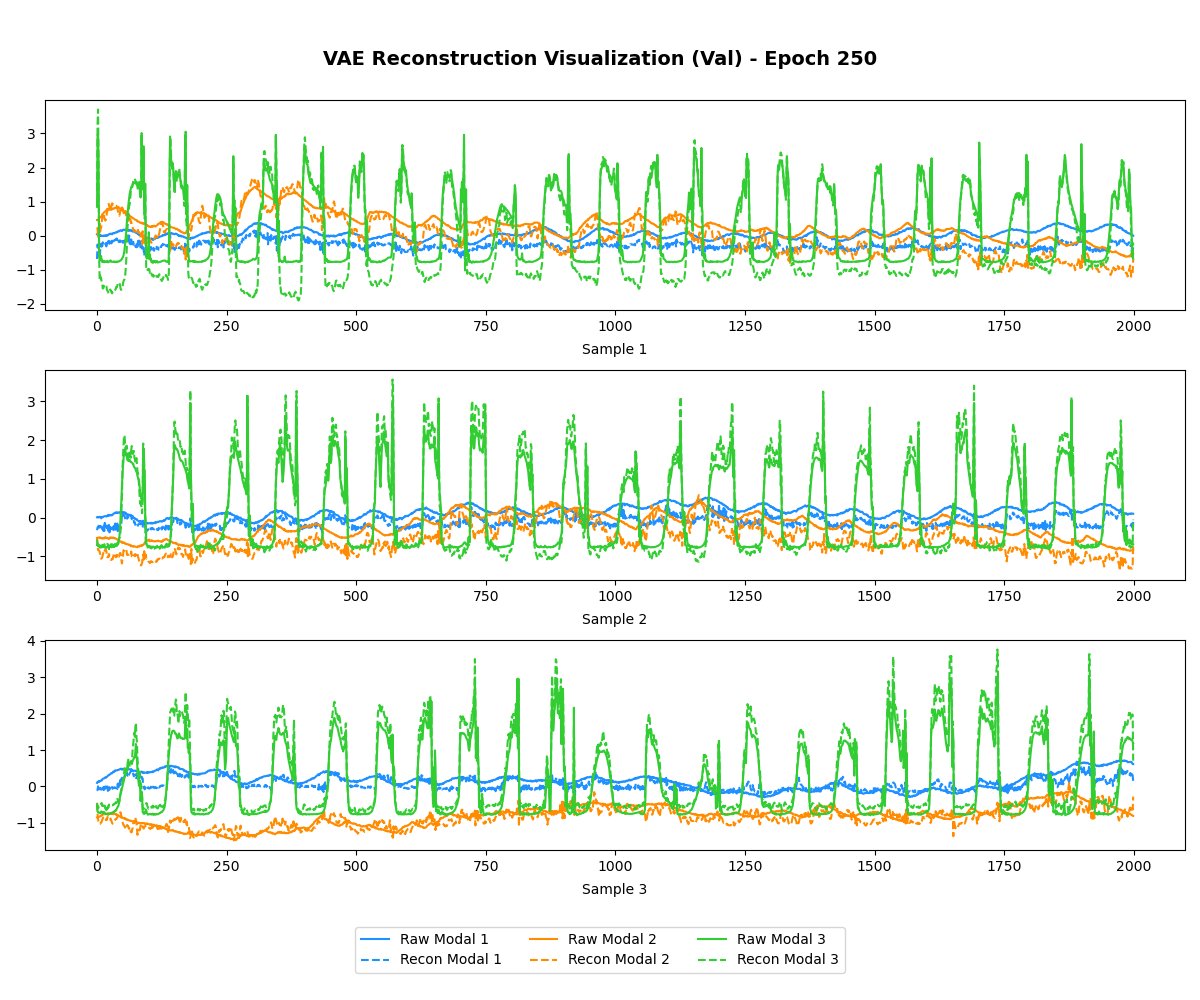 VAE Reconstruction Visualization (Val) - Epoch 250
3
2
1
0
−1
−2
0 250 500 750 1000 1250 1500 1750 2000
Sample 1
3
2
1
0
−1
0 250 500 750 1000 1250 1500 1750 2000
Sample 2
4
3
2
1
0
−1
0 250 500 750 1000 1250 1500 1750 2000
Sample 3
Raw Modal 1 Raw Modal 2 Raw Modal 3
Recon Modal 1 Recon Modal 2 Recon Modal 3